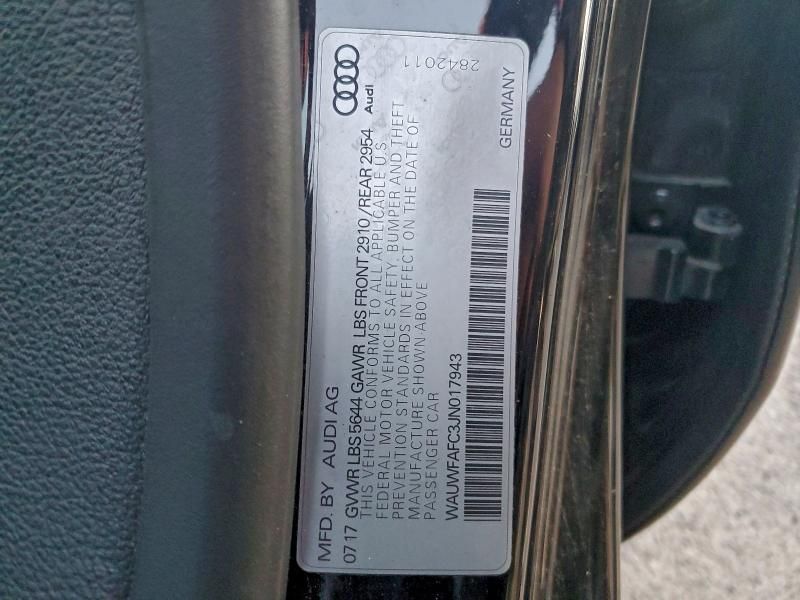 MFD. BY AUDI AG
07 17 GVWR LBS 5644 GAWR LBS FRONT 2910/REAR 2954
THIS VEHICLE CONFORMS TO ALL APPLICABLE U.S.
FEDERAL MOTOR VEHICLE SAFETY, BUMPER AND THEFT
PREVENTION STANDARDS IN EFFECT ON THE DATE OF
MANUFACTURE SHOWN ABOVE
PASSENGER CAR
WAUWFAFC3JN017943
GERMANY
Audi
2842011